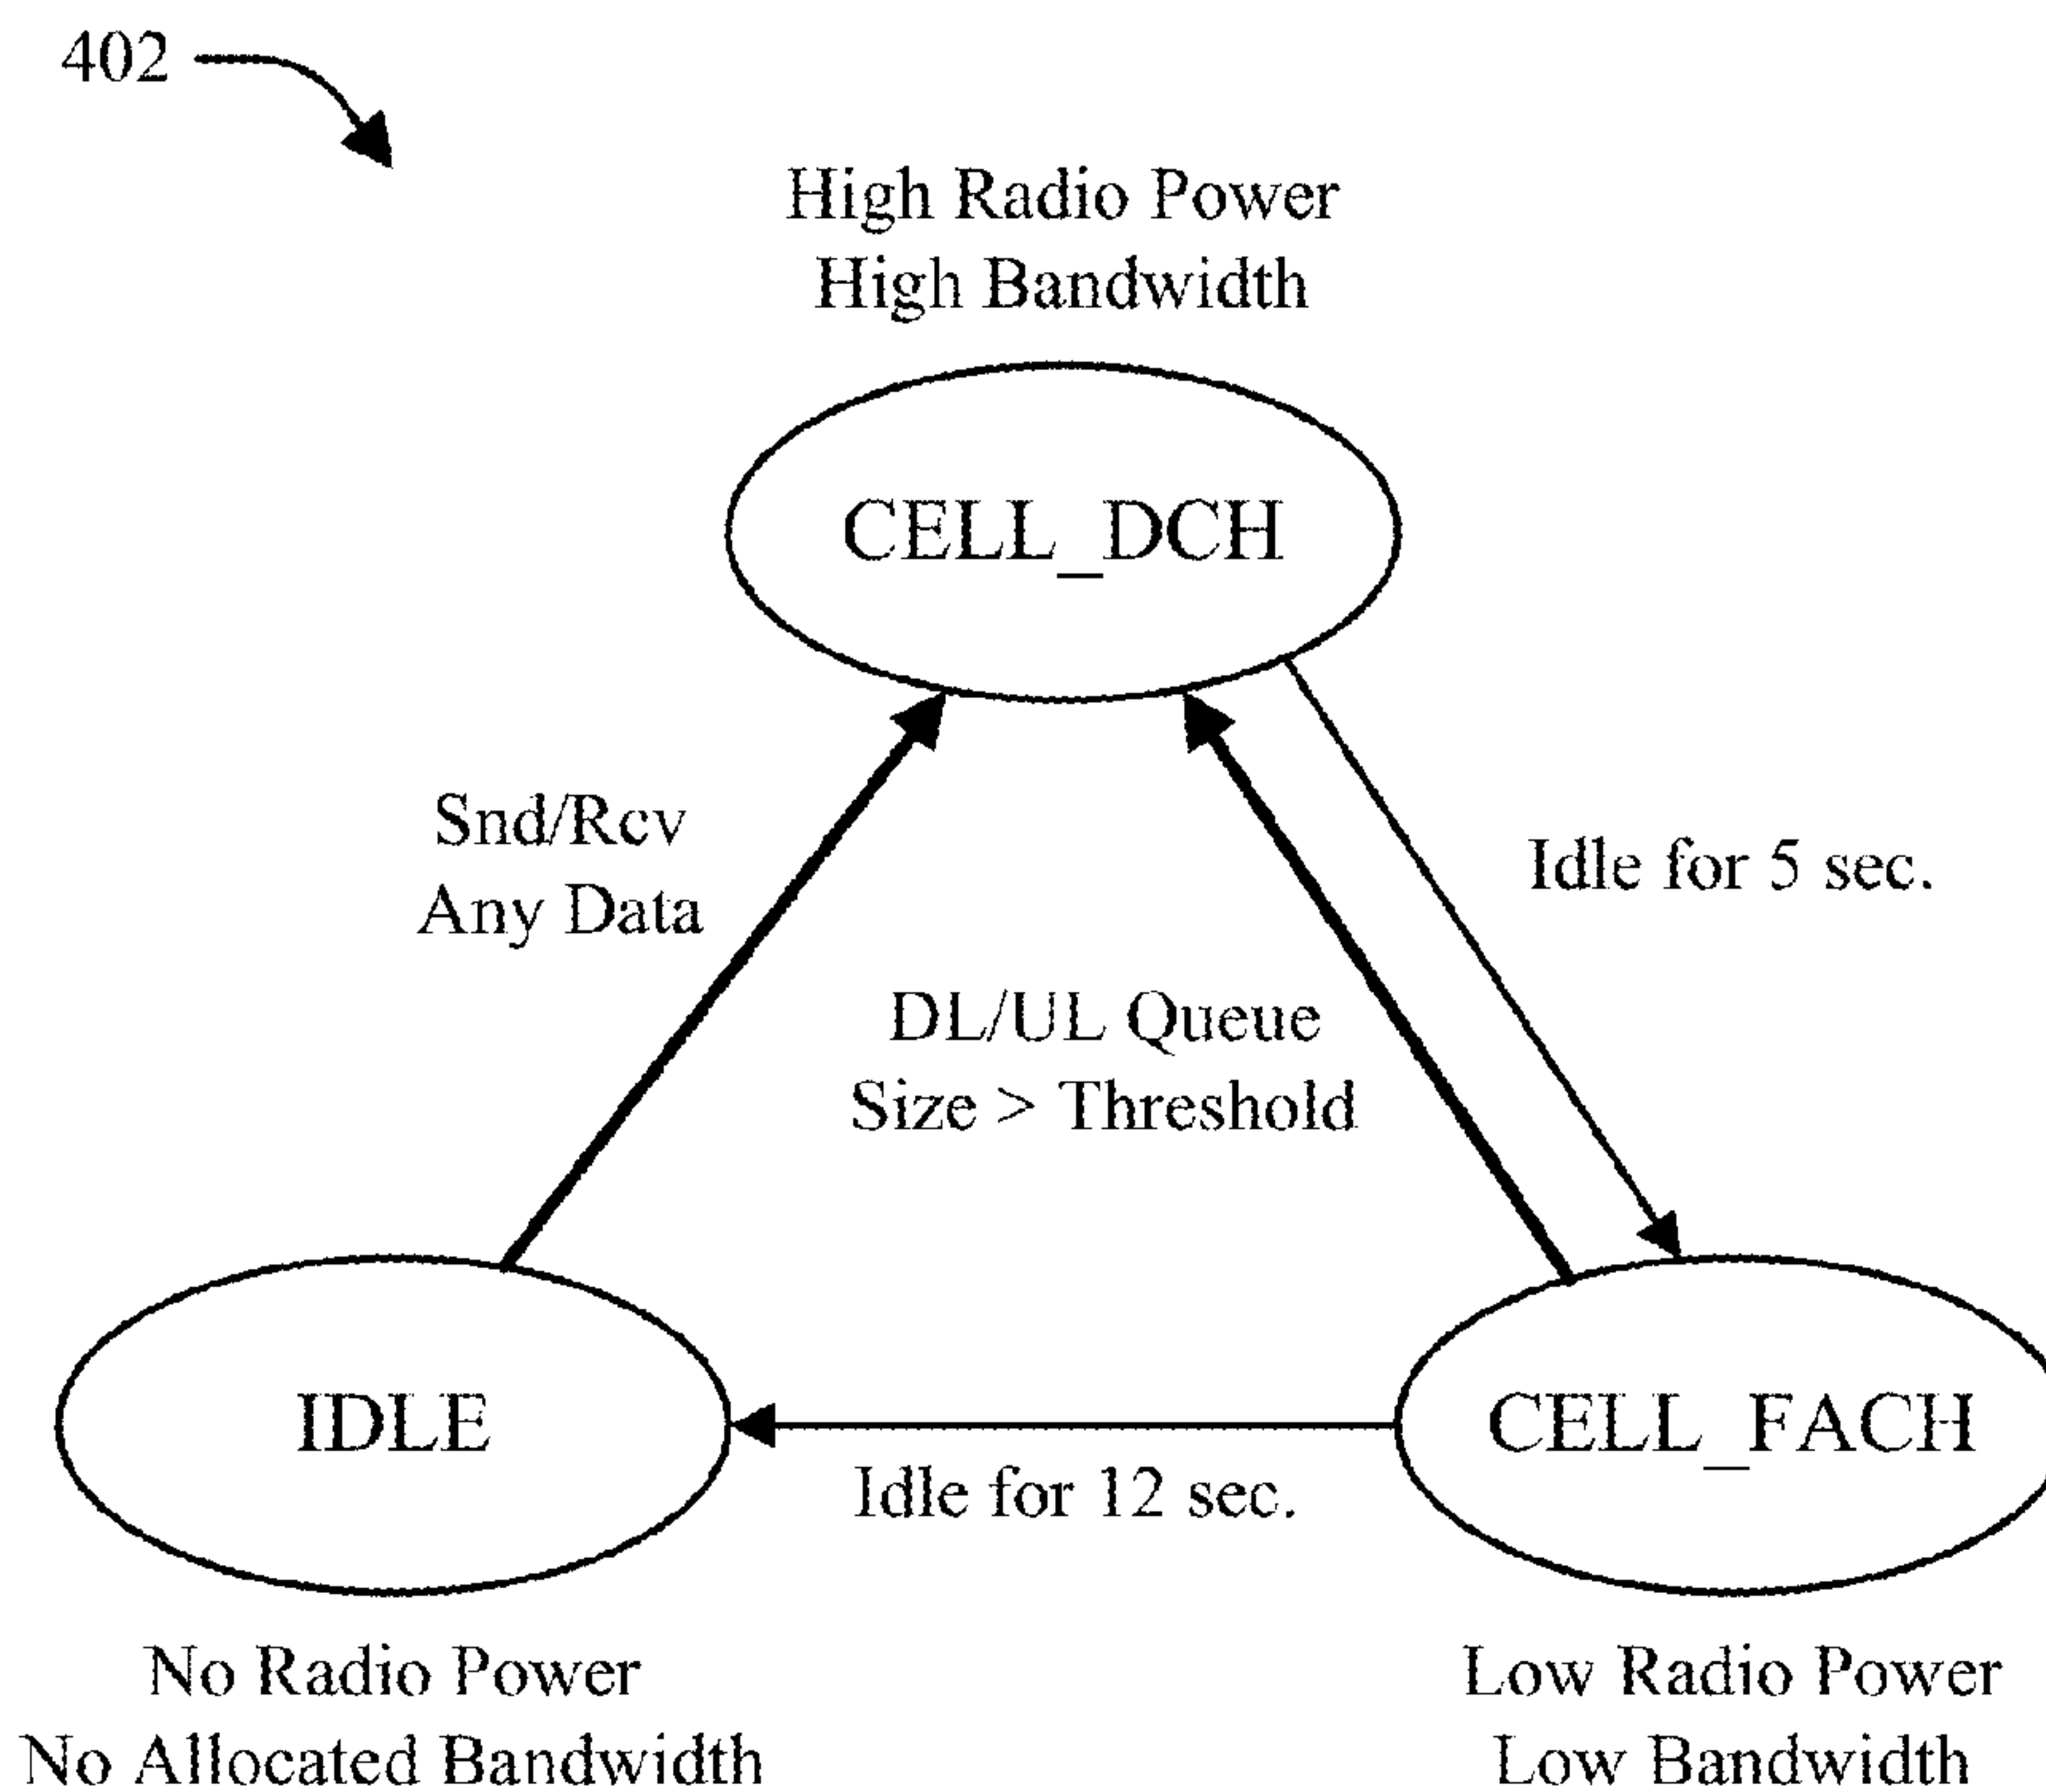 402
High Radio Power
High Bandwidth
CELL_DCH
Snd/Rcv
Any Data
Idle for 5 sec.
DL/UL Queue
Size > Threshold
IDLE
CELL_FACH
Idle for 12 sec.
No Radio Power
No Allocated Bandwidth
Low Radio Power
Low Bandwidth